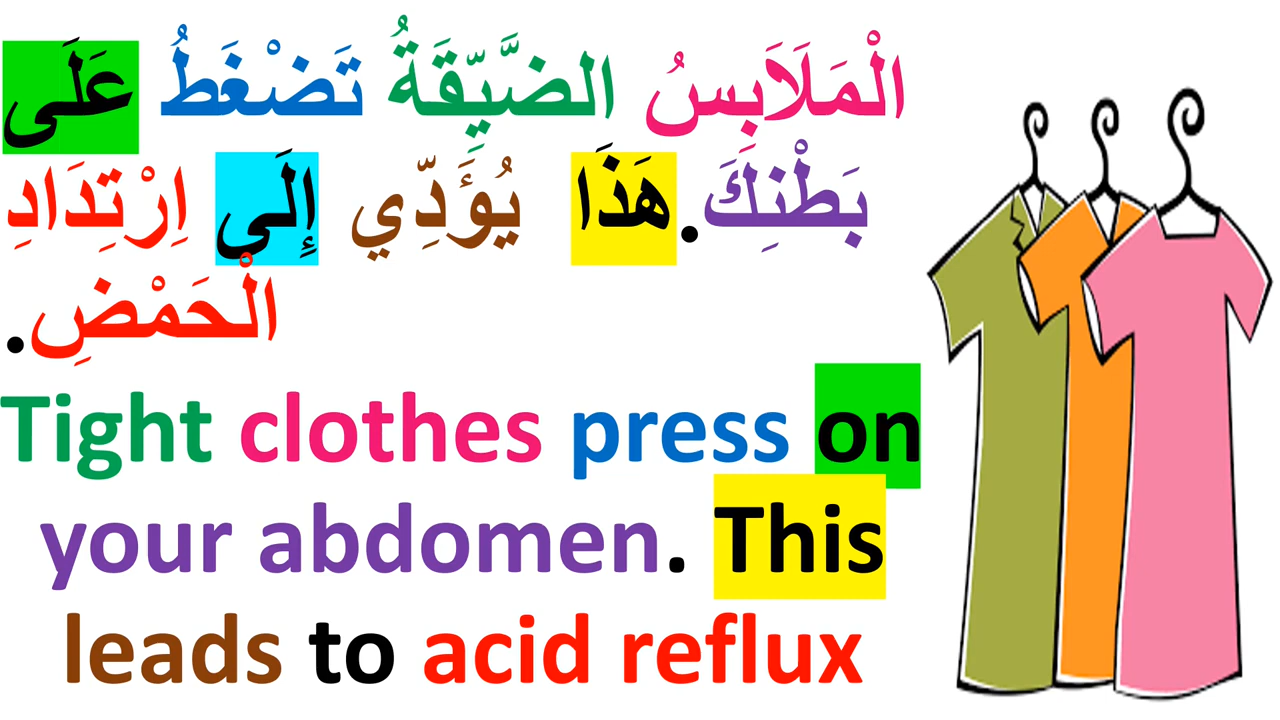 الْمَلَابِسُ الضَّيِّقَةُ تَضْغَطُ عَلَى
بَطْنِكَ. هَذَا يُؤَدِّي إِلَى اِرْتِدَادِ
الْحَمْضِ.
Tight clothes press on
your abdomen. This
leads to acid reflux